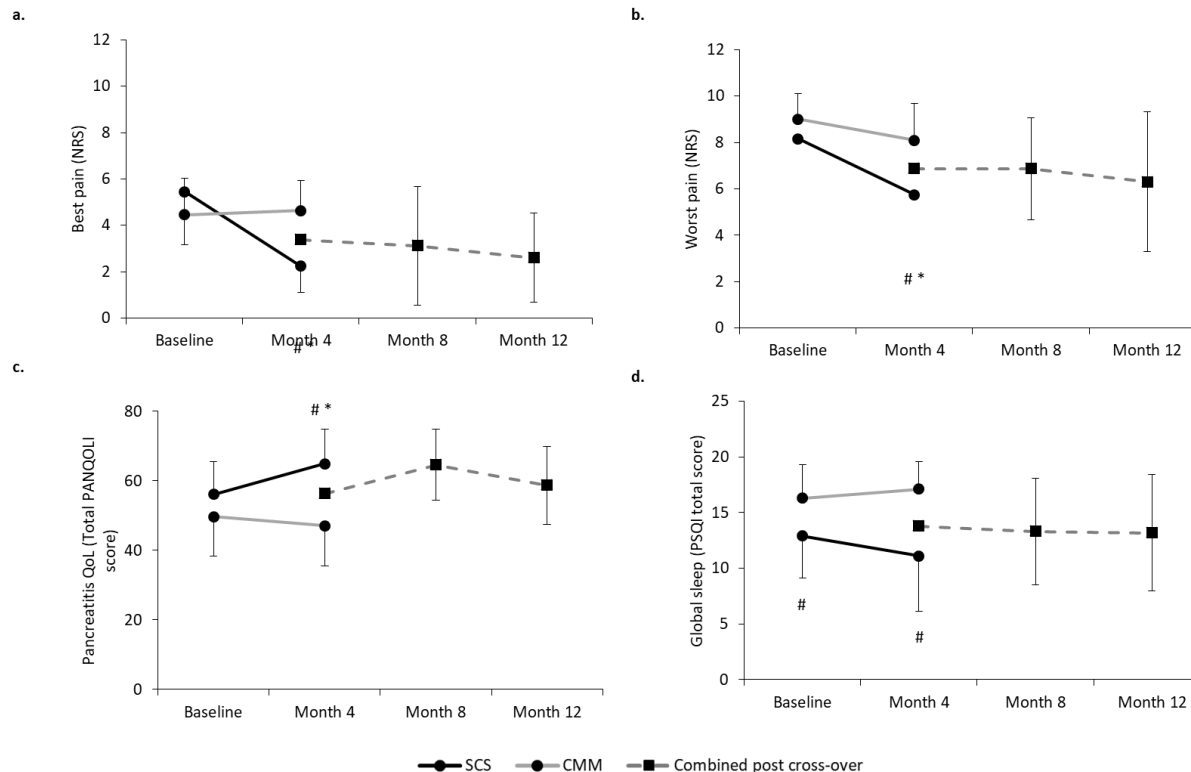 a.
12
10
8
6
4
2
0
Best pain (NRS)
Baseline
Month 4
Month 8
Month 12
# *
b.
12
10
8
6
4
2
0
Worst pain (NRS)
# *
Baseline
Month 4
Month 8
Month 12
c.
80
60
40
20
0
Pancreatitis QoL (Total PANQOLI
score)
# *
Baseline
Month 4
Month 8
Month 12
d.
25
20
15
10
5
0
Global sleep (PSQI total score)
#
#
Baseline
Month 4
Month 8
Month 12
SCS
CMM
Combined post cross-over